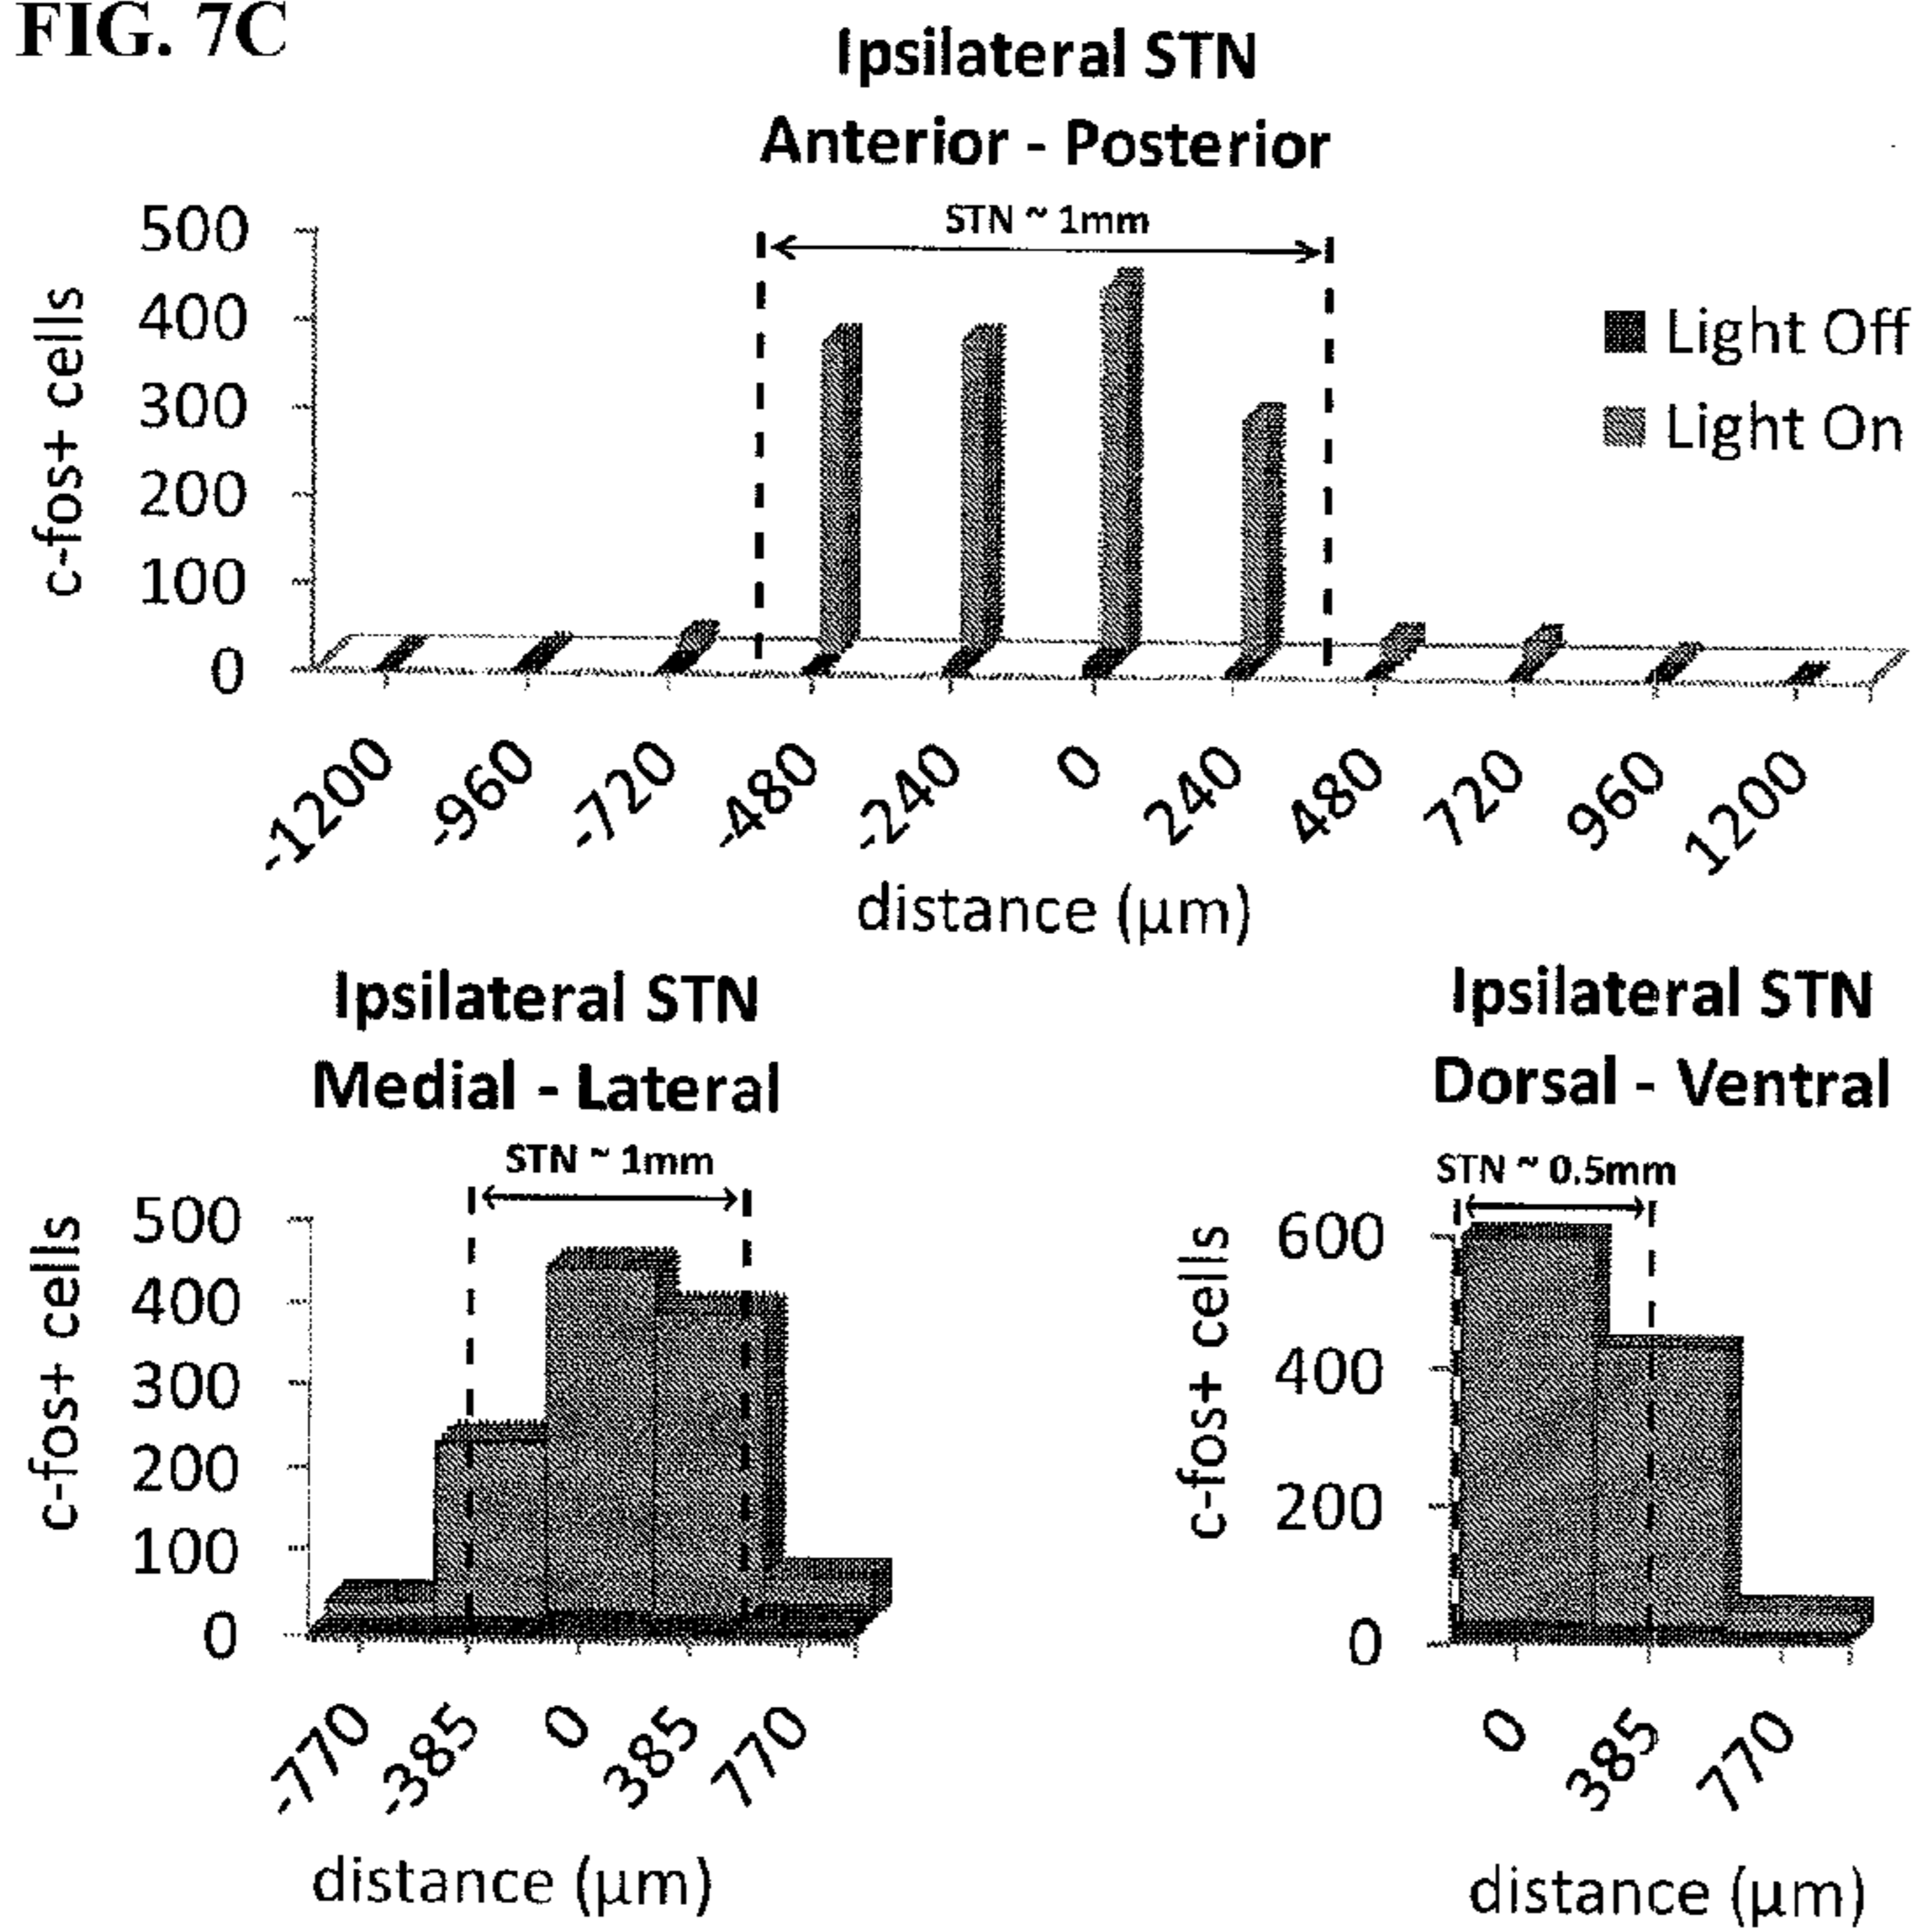 FIG. 7C
Ipsilateral STN
Anterior - Posterior
STN ~ 1mm
500
400
300
200
100
0
c-fos+ cells
Light Off
Light On
-1200
-960
-720
-480
-240
0
240
480
720
960
1200
distance (μm)
Ipsilateral STN
Medial - Lateral
STN ~ 1mm
500
400
300
200
100
0
c-fos+ cells
-770
-385
0
385
770
distance (μm)
Ipsilateral STN
Dorsal - Ventral
STN ~ 0.5mm
600
400
200
0
c-fos+ cells
0
385
770
distance (μm)